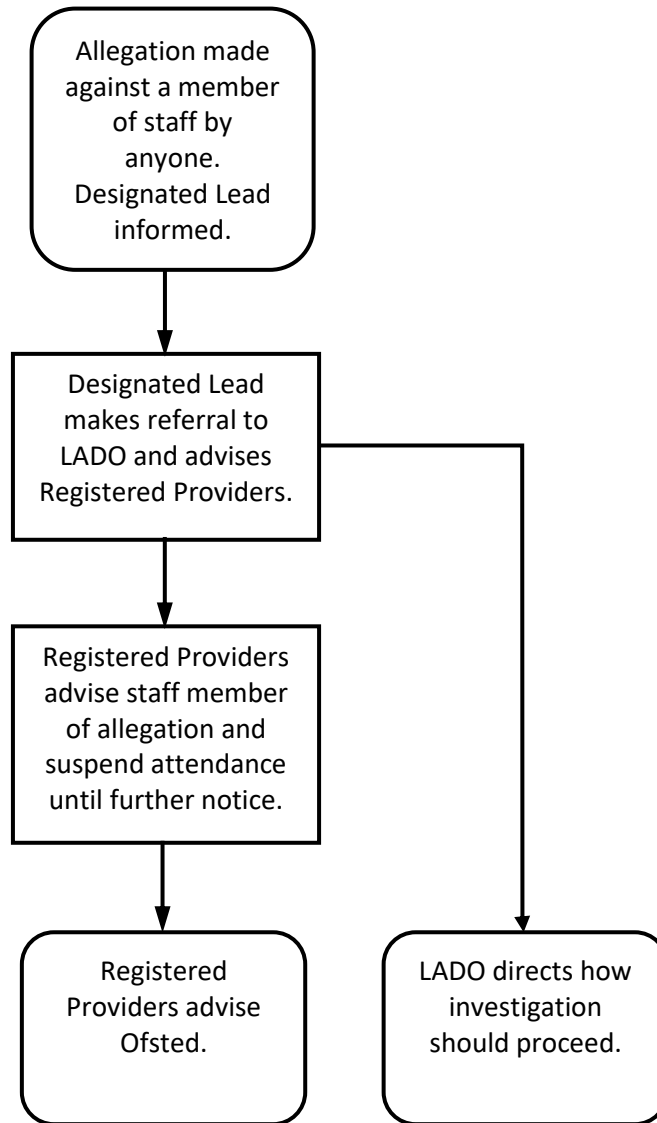 Allegation made
against a member
of staff by
anyone.
Designated Lead
informed.
Designated Lead
makes referral to
LADO and advises
Registered Providers.
Registered Providers
advise staff member
of allegation and
suspend attendance
until further notice.
Registered
Providers advise
Ofsted.
LADO directs how
investigation
should proceed.